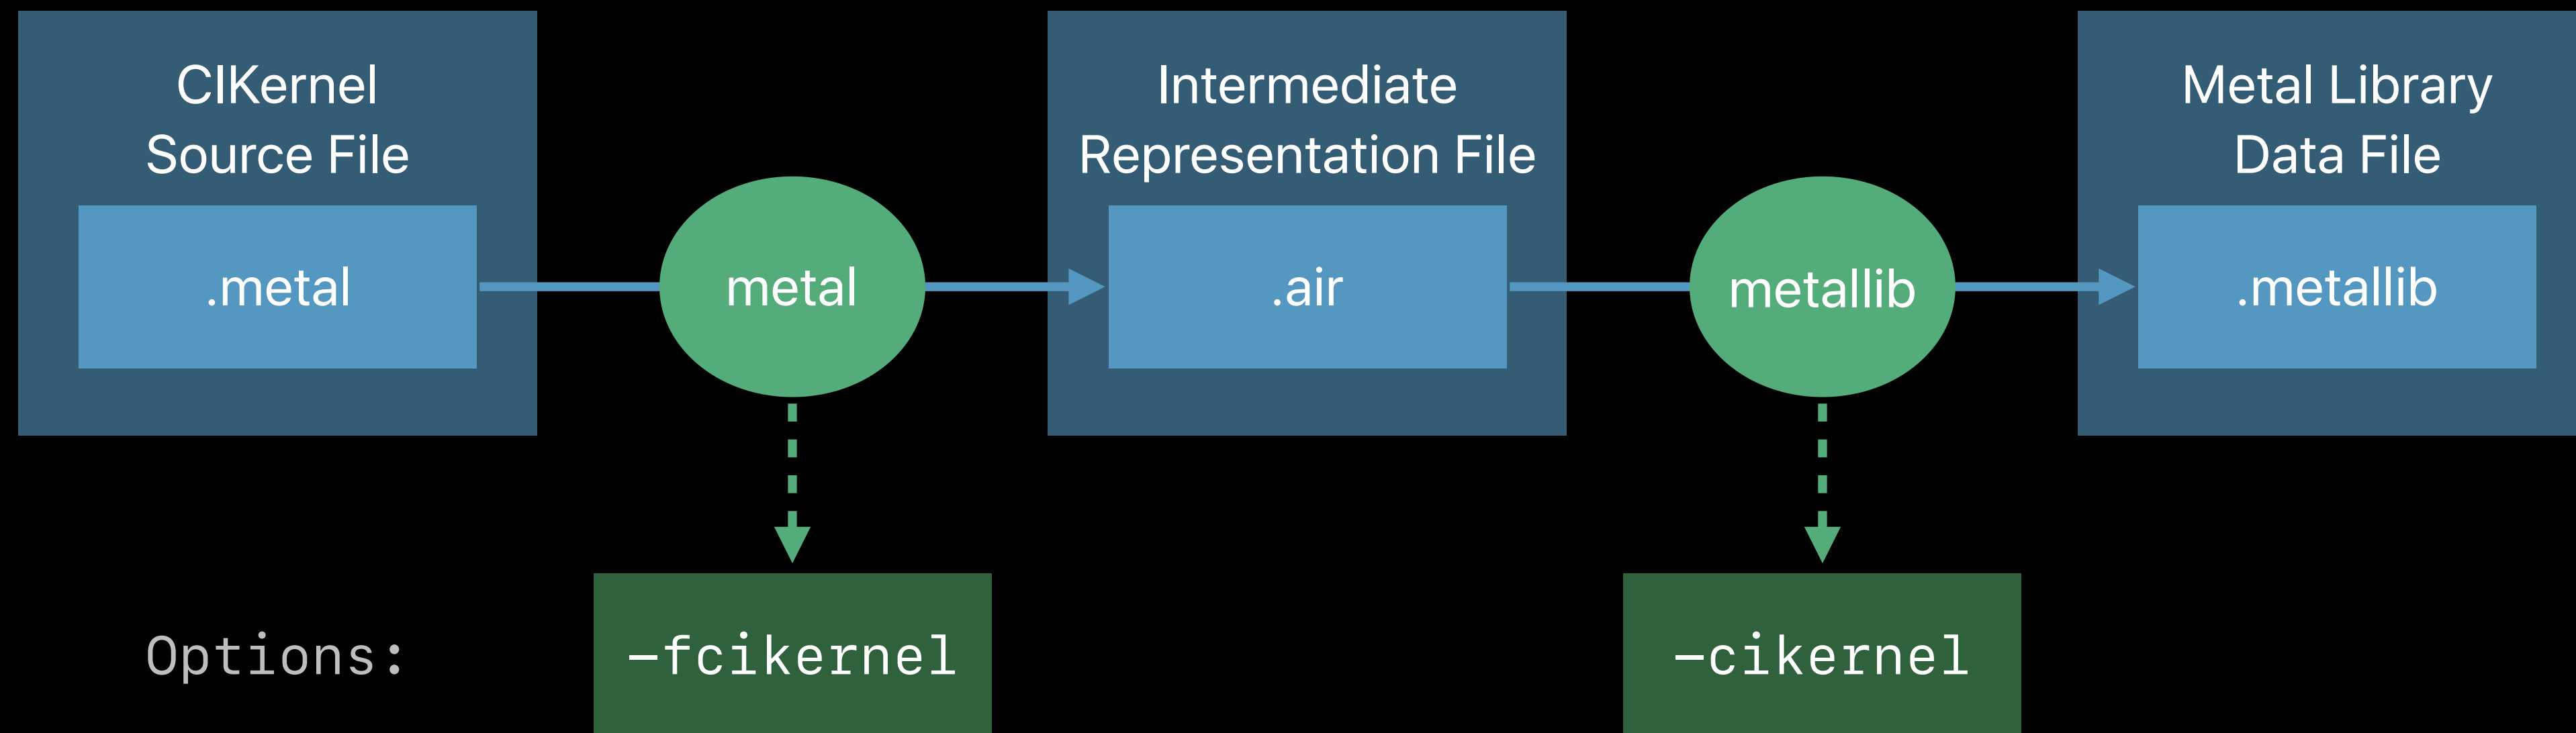 CIKernel
Source File
.metal
metal
Intermediate
Representation File
.air
metallib
Metal Library
Data File
.metallib
Options:
–fcikernel
–cikernel